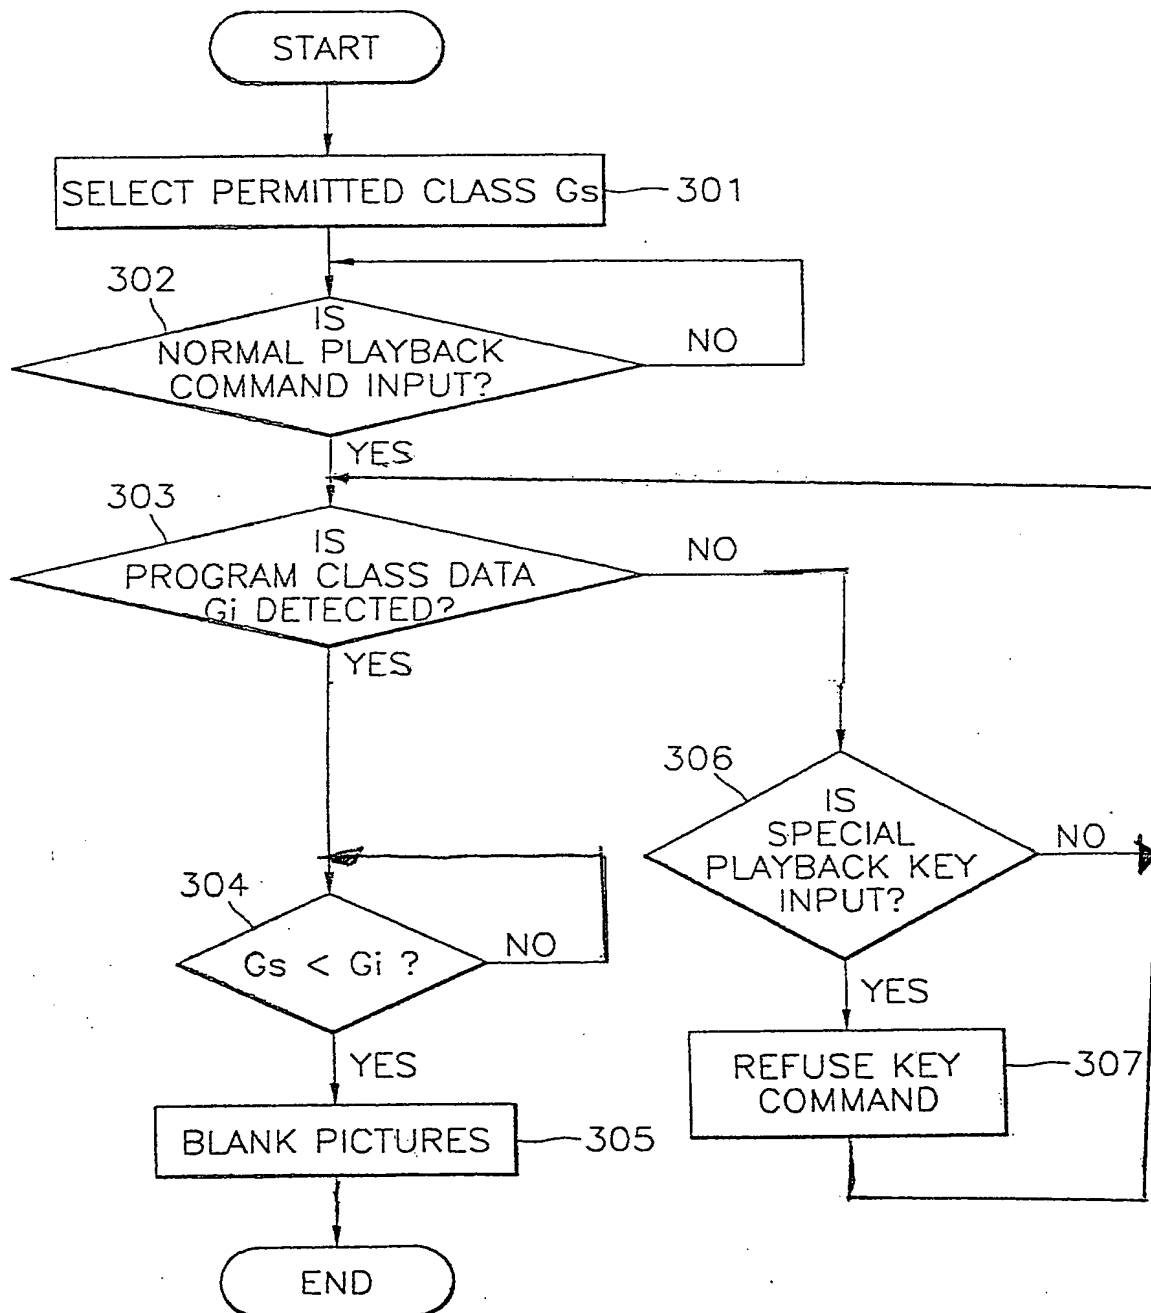 START
SELECT PERMITTED CLASS Gs
301
302
IS
NORMAL PLAYBACK
COMMAND INPUT?
NO
YES
303
IS
PROGRAM CLASS DATA
Gi DETECTED?
NO
YES
306
IS
SPECIAL
PLAYBACK KEY
INPUT?
NO
304
Gs < Gi ?
NO
YES
YES
REFUSE KEY
COMMAND
307
BLANK PICTURES
305
END